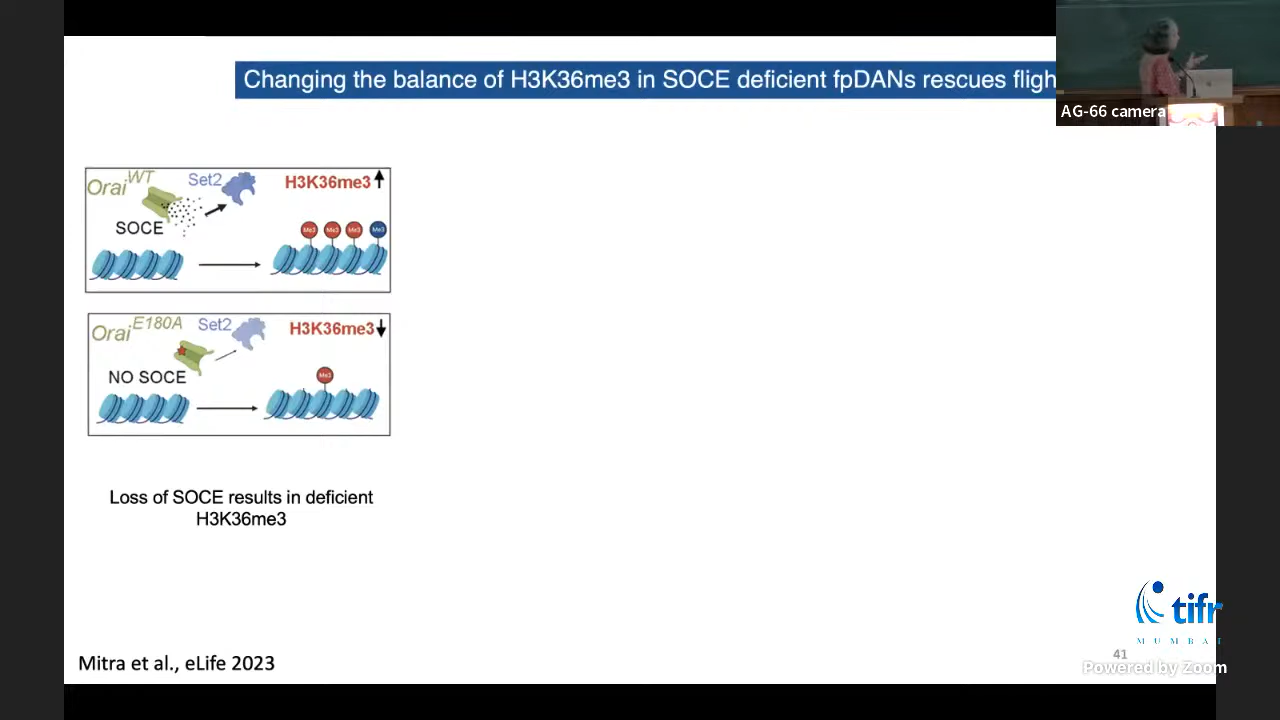 Changing the balance of H3K36me3 in SOCE deficient fpDANs rescues fligh
AG-66 camera
Orai^WT
Set2
H3K36me3
SOCE
Me3 Me3 Me3 Me3
Orai^E180A
Set2
H3K36me3
NO SOCE
Me3
Loss of SOCE results in deficient
H3K36me3
tifr
MUMBAI
41
Powered by Zoom
Mitra et al., eLife 2023